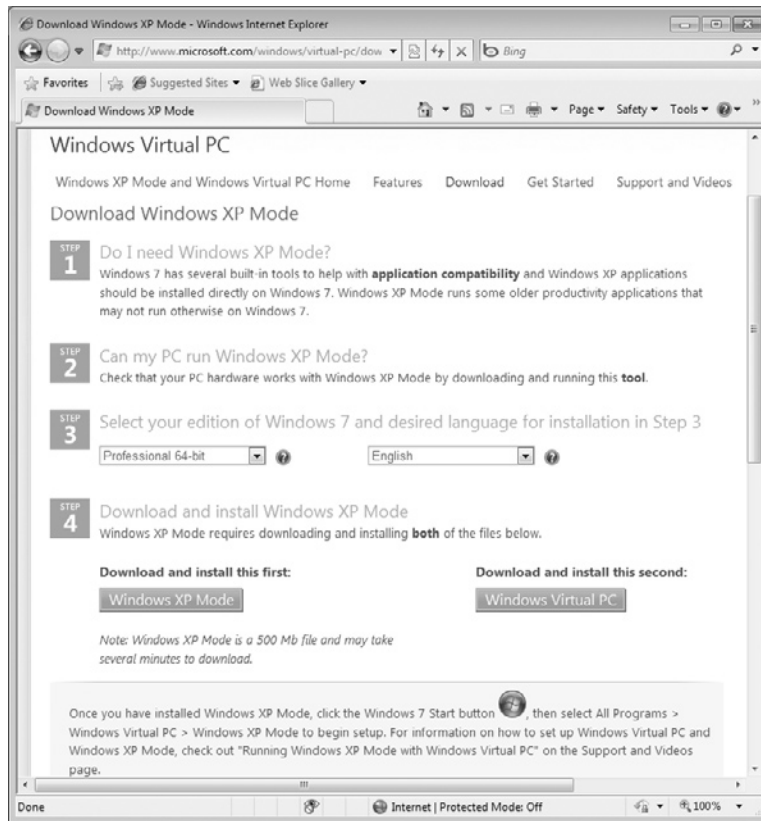 Download Windows XP Mode - Windows Internet Explorer
http://www.microsoft.com/windows/virtual-pc/dow
Bing
Favorites
Suggested Sites
Web Slice Gallery
Download Windows XP Mode
Page
Safety
Tools
Windows Virtual PC
Windows XP Mode and Windows Virtual PC Home Features Download Get Started Support and Videos
Download Windows XP Mode
STEP
1
Do I need Windows XP Mode?
Windows 7 has several built-in tools to help with application compatibility and Windows XP applications
should be installed directly on Windows 7. Windows XP Mode runs some older productivity applications that
may not run otherwise on Windows 7.
STEP
2
Can my PC run Windows XP Mode?
Check that your PC hardware works with Windows XP Mode by downloading and running this tool.
STEP
3
Select your edition of Windows 7 and desired language for installation in Step 3
Professional 64-bit
English
STEP
4
Download and install Windows XP Mode
Windows XP Mode requires downloading and installing both of the files below.
Download and install this first:
Windows XP Mode
Note: Windows XP Mode is a 500 Mb file and may take
several minutes to download.
Download and install this second:
Windows Virtual PC
Once you have installed Windows XP Mode, click the Windows 7 Start button , then select All Programs >
Windows Virtual PC > Windows XP Mode to begin setup. For information on how to set up Windows Virtual PC and
Windows XP Mode, check out "Running Windows XP Mode with Windows Virtual PC" on the Support and Videos
page.
Done
Internet | Protected Mode: Off
100%